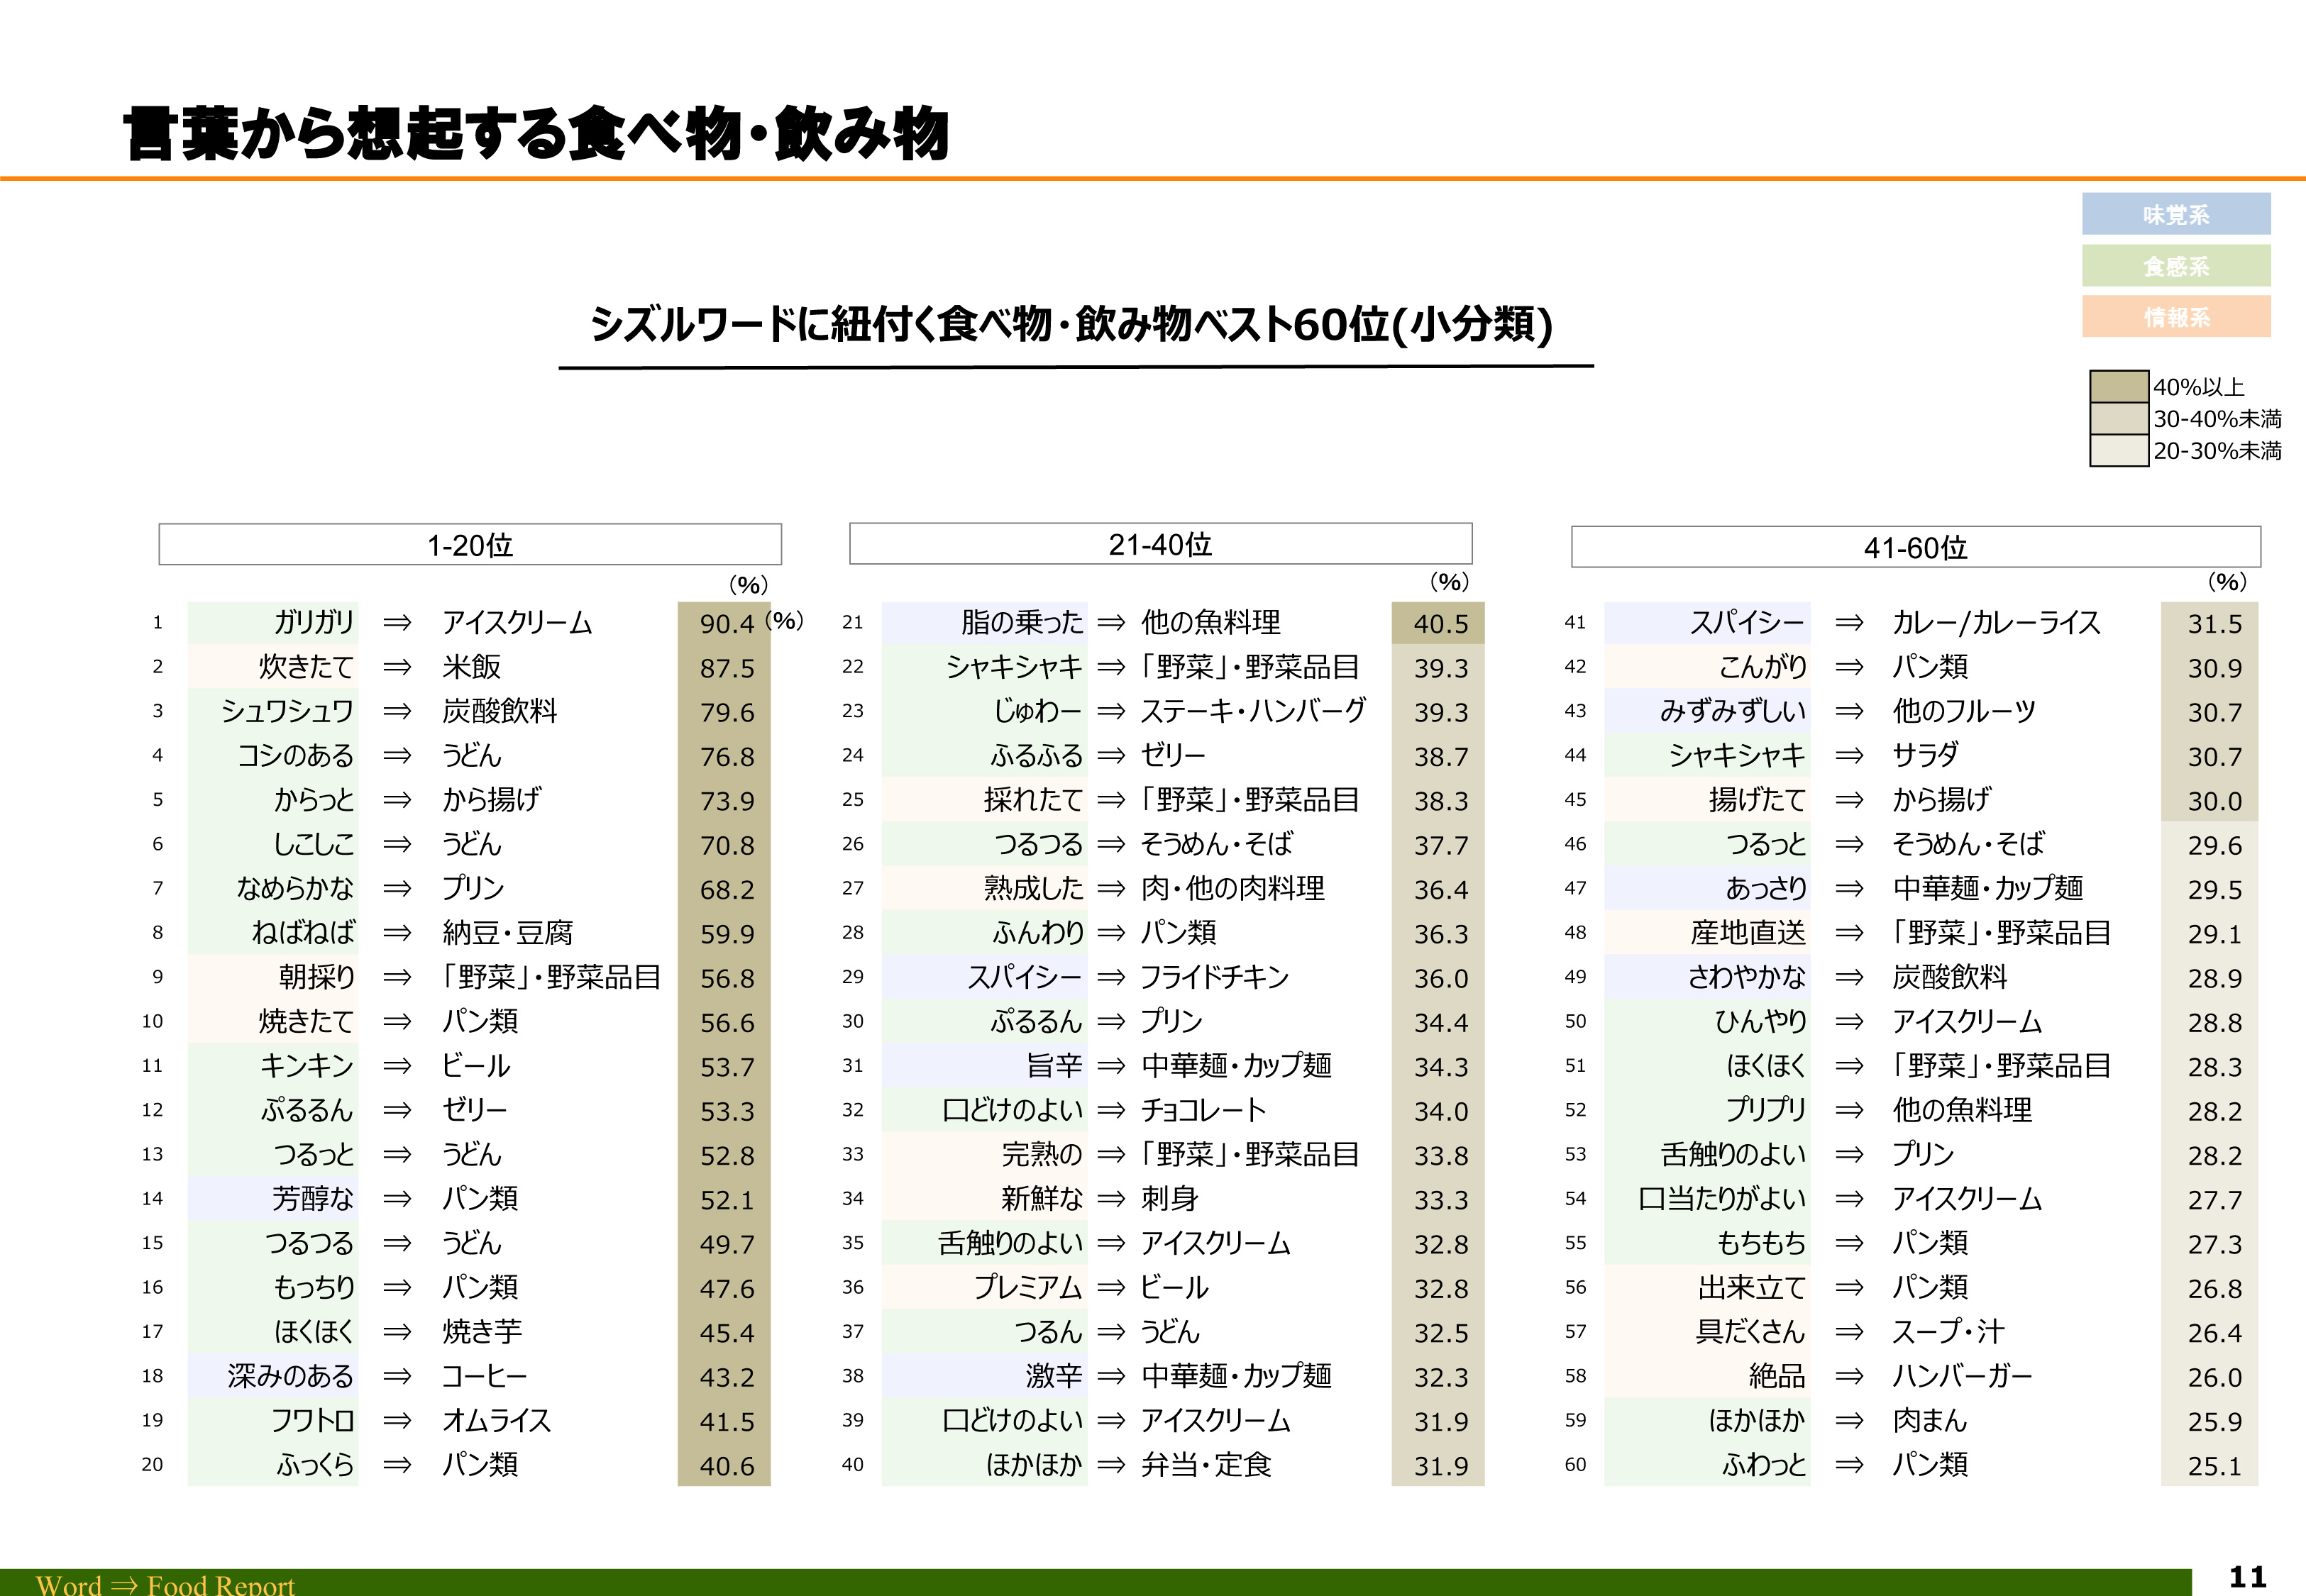 言葉から想起する食べ物・飲み物
味覚系
食感系
情報系
シズルワードに紐付く食べ物・飲み物ベスト60位(小分類)
40%以上
30-40%未満
20-30%未満
1-20位
(%)
1 ガリガリ ⇒ アイスクリーム 90.4 (%)
2 炊きたて ⇒ 米飯 87.5
3 シュワシュワ ⇒ 炭酸飲料 79.6
4 コシのある ⇒ うどん 76.8
5 からっと ⇒ から揚げ 73.9
6 しこしこ ⇒ うどん 70.8
7 なめらかな ⇒ プリン 68.2
8 ねばねば ⇒ 納豆・豆腐 59.9
9 朝採り ⇒ 「野菜」・野菜品目 56.8
10 焼きたて ⇒ パン類 56.6
11 キンキン ⇒ ビール 53.7
12 ぷるるん ⇒ ゼリー 53.3
13 つるっと ⇒ うどん 52.8
14 芳醇な ⇒ パン類 52.1
15 つるつる ⇒ うどん 49.7
16 もっちり ⇒ パン類 47.6
17 ほくほく ⇒ 焼き芋 45.4
18 深みのある ⇒ コーヒー 43.2
19 フワトロ ⇒ オムライス 41.5
20 ふっくら ⇒ パン類 40.6
21-40位
(%)
21 脂の乗った ⇒ 他の魚料理 40.5
22 シャキシャキ ⇒ 「野菜」・野菜品目 39.3
23 じゅわー ⇒ ステーキ・ハンバーグ 39.3
24 ふるふる ⇒ ゼリー 38.7
25 採れたて ⇒ 「野菜」・野菜品目 38.3
26 つるつる ⇒ そうめん・そば 37.7
27 熟成した ⇒ 肉・他の肉料理 36.4
28 ふんわり ⇒ パン類 36.3
29 スパイシー ⇒ フライドチキン 36.0
30 ぷるるん ⇒ プリン 34.4
31 旨辛 ⇒ 中華麺・カップ麺 34.3
32 口どけのよい ⇒ チョコレート 34.0
33 完熟の ⇒ 「野菜」・野菜品目 33.8
34 新鮮な ⇒ 刺身 33.3
35 舌触りのよい ⇒ アイスクリーム 32.8
36 プレミアム ⇒ ビール 32.8
37 つるん ⇒ うどん 32.5
38 激辛 ⇒ 中華麺・カップ麺 32.3
39 口どけのよい ⇒ アイスクリーム 31.9
40 ほかほか ⇒ 弁当・定食 31.9
41-60位
(%)
41 スパイシー ⇒ カレー/カレーライス 31.5
42 こんがり ⇒ パン類 30.9
43 みずみずしい ⇒ 他のフルーツ 30.7
44 シャキシャキ ⇒ サラダ 30.7
45 揚げたて ⇒ から揚げ 30.0
46 つるっと ⇒ そうめん・そば 29.6
47 あっさり ⇒ 中華麺・カップ麺 29.5
48 産地直送 ⇒ 「野菜」・野菜品目 29.1
49 さわやかな ⇒ 炭酸飲料 28.9
50 ひんやり ⇒ アイスクリーム 28.8
51 ほくほく ⇒ 「野菜」・野菜品目 28.3
52 プリプリ ⇒ 他の魚料理 28.2
53 舌触りのよい ⇒ プリン 28.2
54 口当たりがよい ⇒ アイスクリーム 27.7
55 もちもち ⇒ パン類 27.3
56 出来立て ⇒ パン類 26.8
57 具だくさん ⇒ スープ・汁 26.4
58 絶品 ⇒ ハンバーガー 26.0
59 ほかほか ⇒ 肉まん 25.9
60 ふわっと ⇒ パン類 25.1
Word ⇒ Food Report
11